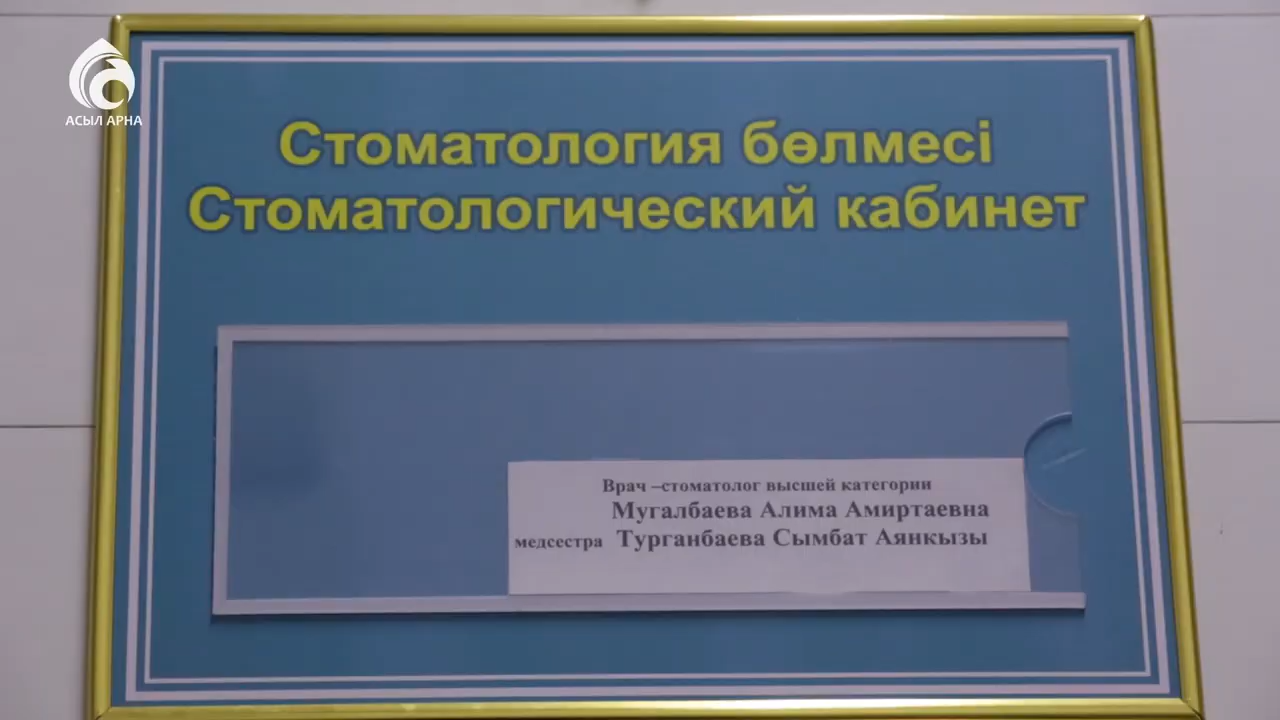 АСЫЛ АРНА
Стоматология бөлмесі
Стоматологический кабинет
Врач –стоматолог высшей категории
Мугалбаева Алима Амиртаевна
медсестра Турганбаева Сымбат Аянкызы